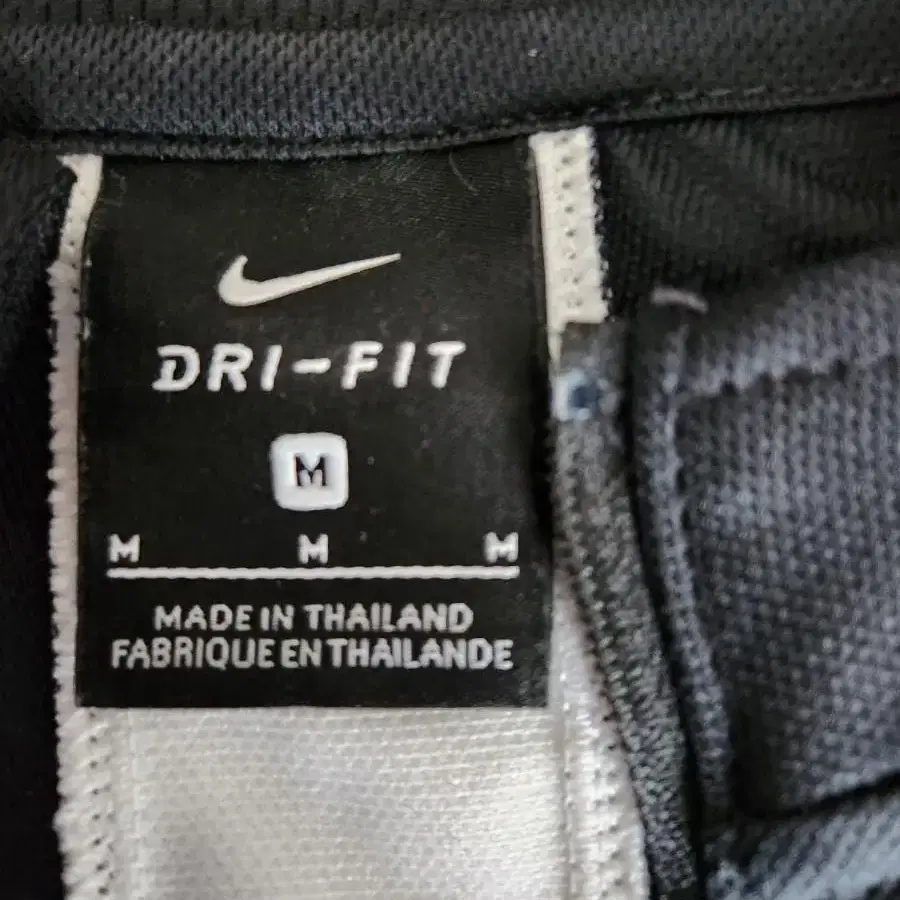 DRI-FIT
M
M M M
MADE IN THAILAND
FABRIQUE EN THAILANDE